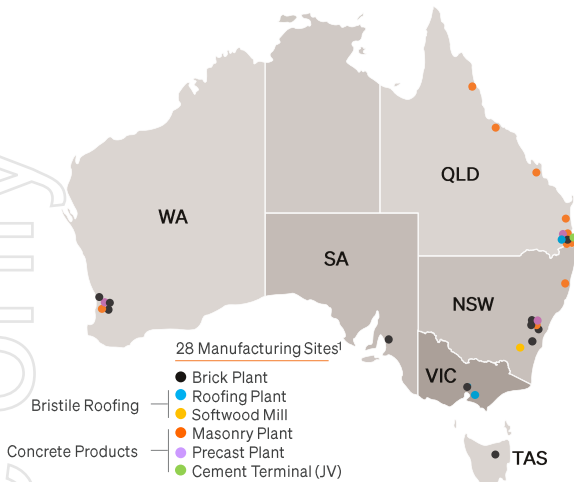 QLD
WA
SA
NSW
28 Manufacturing Sites¹
VIC
Brick Plant
Bristile Roofing
Roofing Plant
Softwood Mill
Masonry Plant
Concrete Products
Precast Plant
Cement Terminal (JV)
TAS